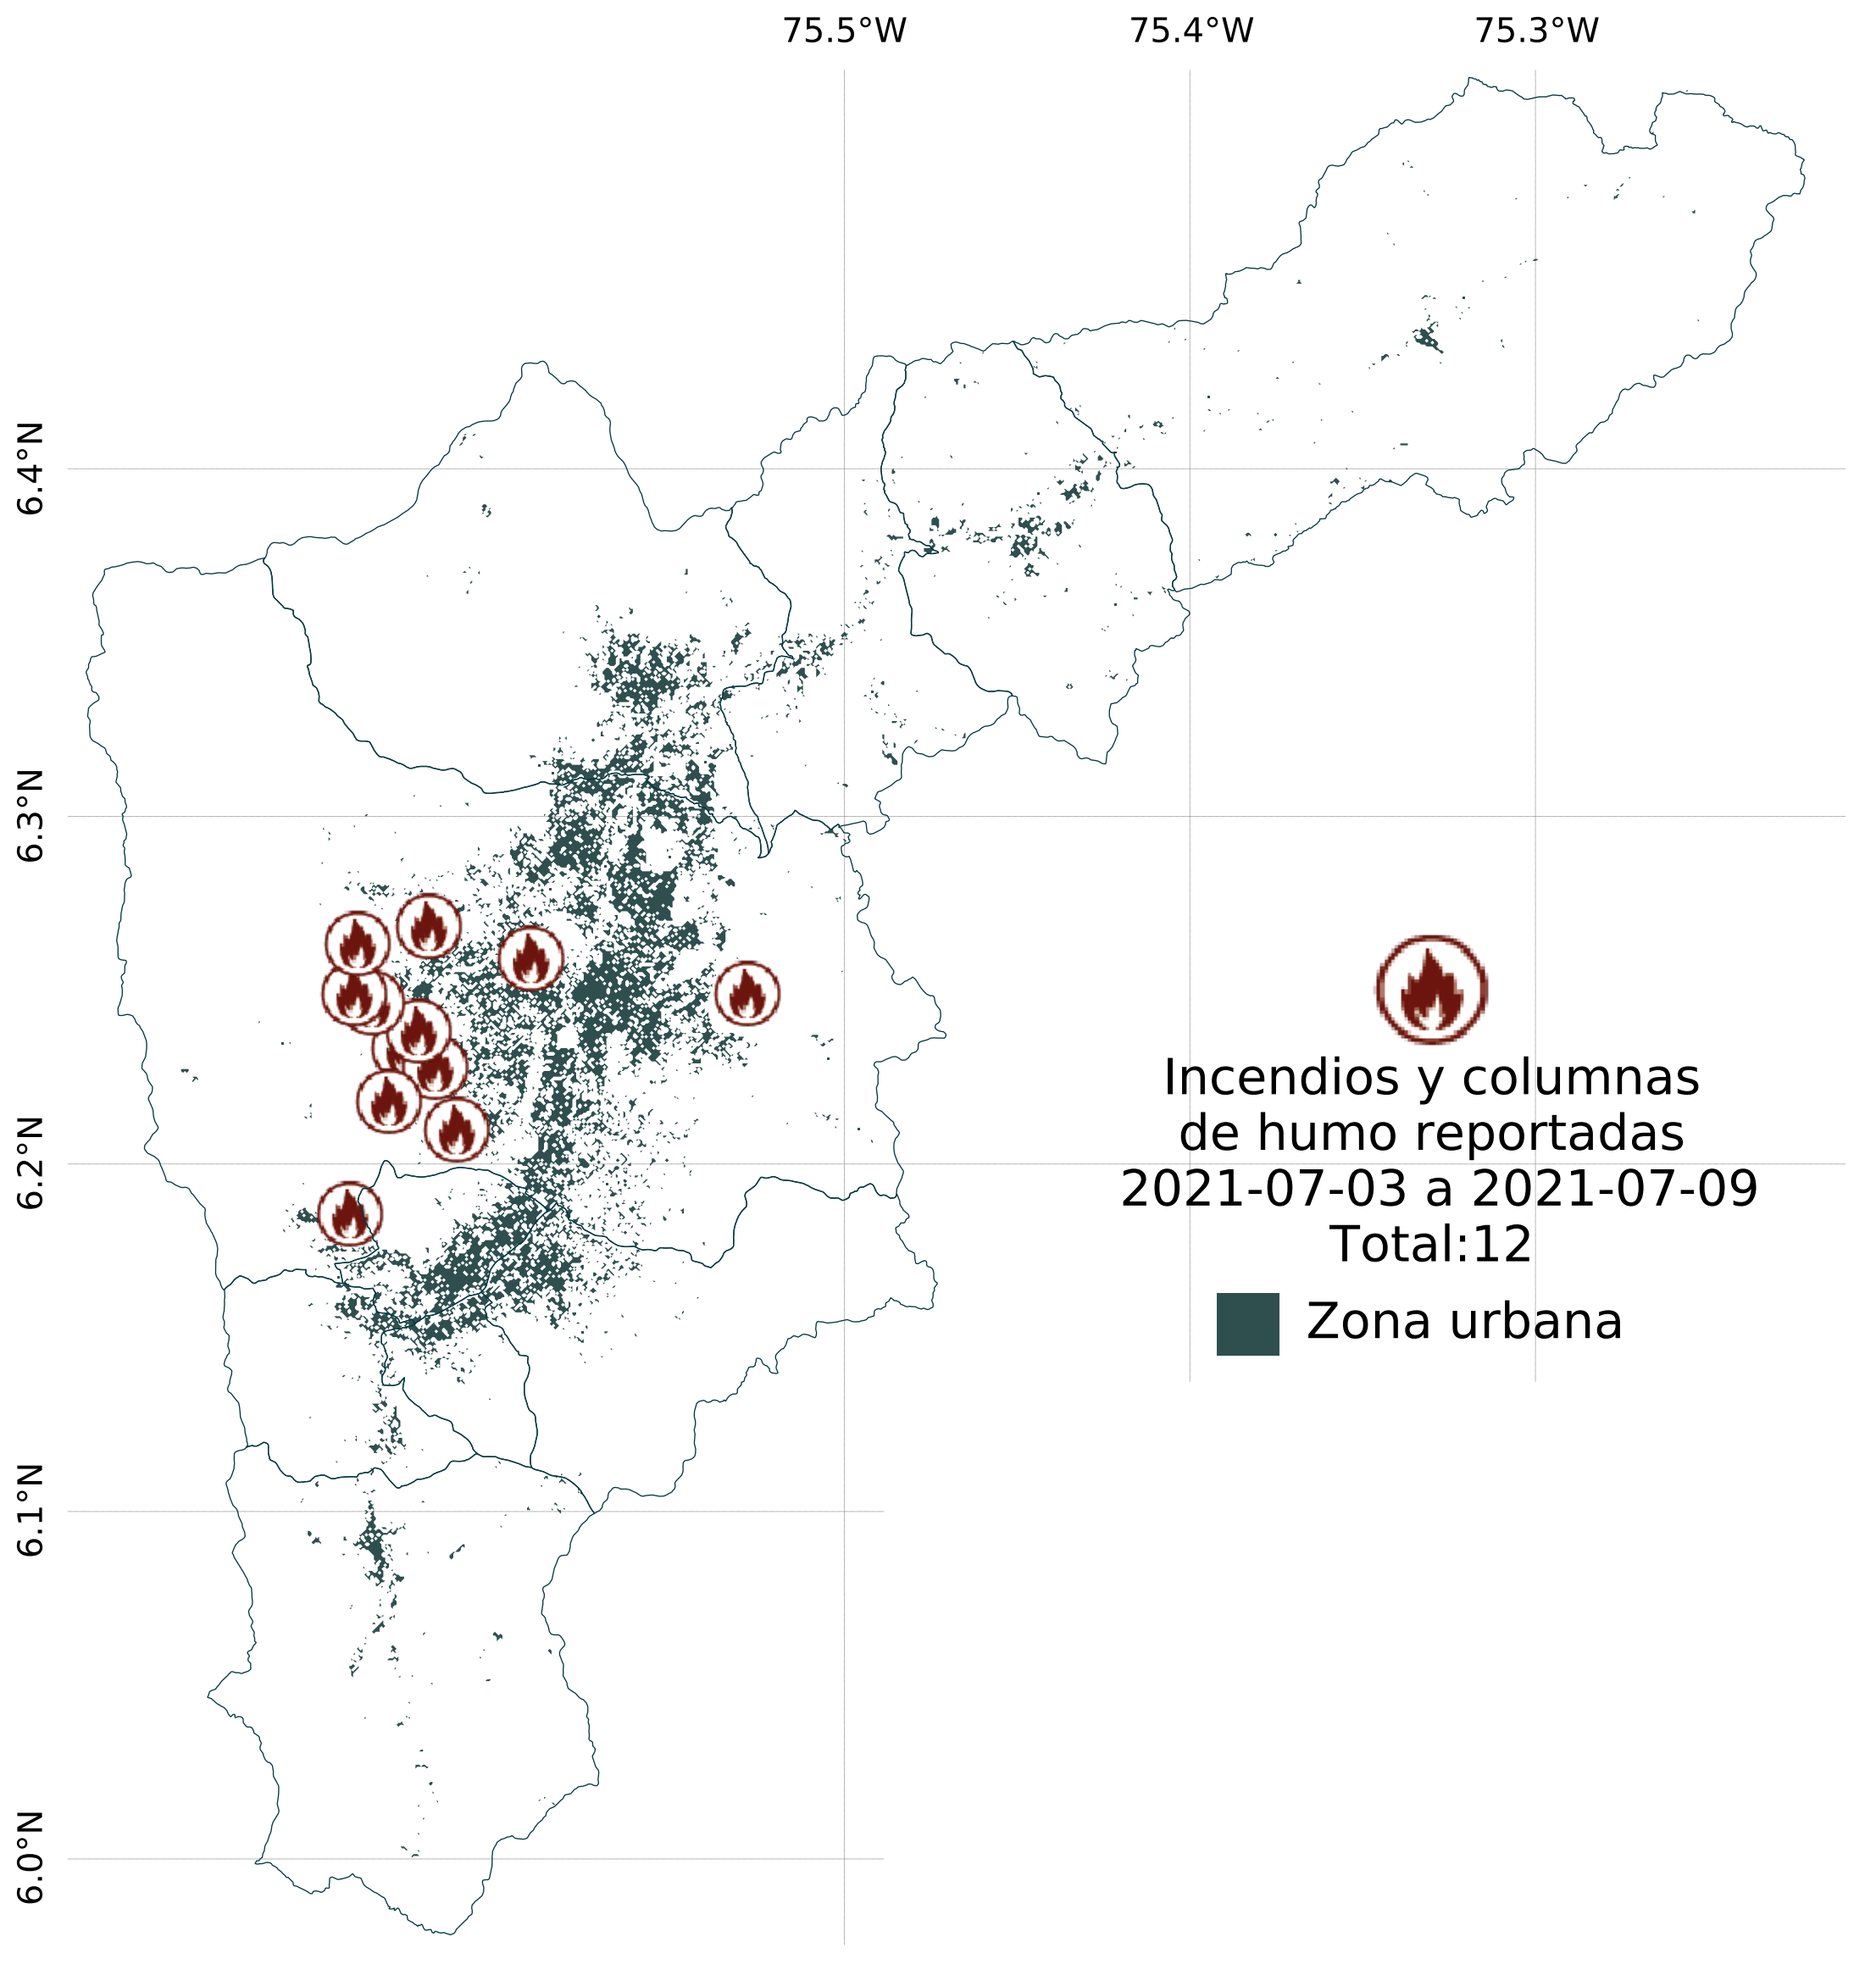 75.5°W
75.4°W
75.3°W
6.4°N
6.3°N
6.2°N
6.1°N
6.0°N
Incendios y columnas
de humo reportadas
2021-07-03 a 2021-07-09
Total:12
Zona urbana